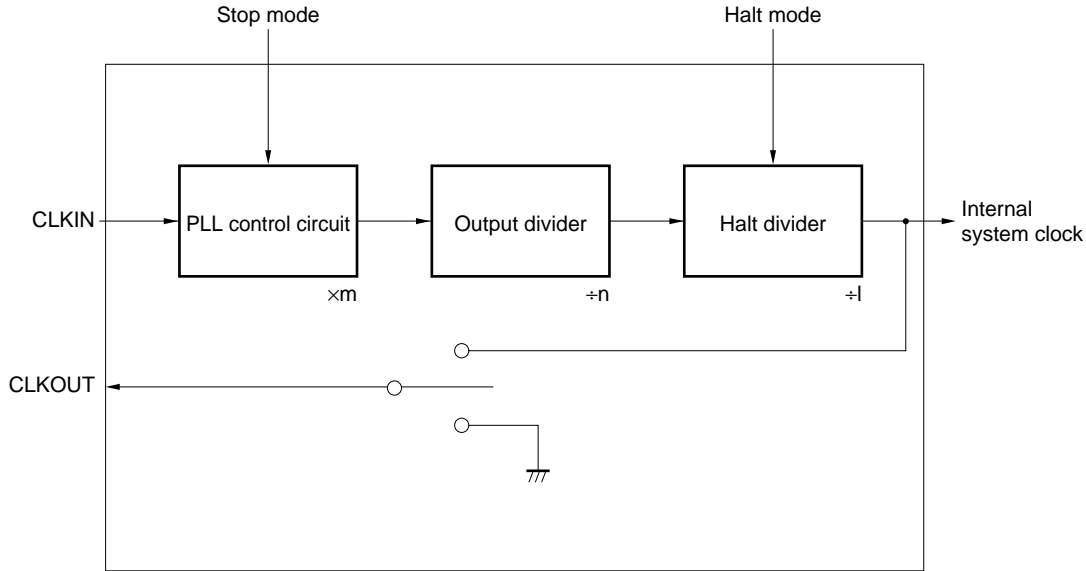 Stop mode
Halt mode
CLKIN
PLL control circuit
Output divider
Halt divider
Internal
system clock
×m
÷n
÷l
CLKOUT